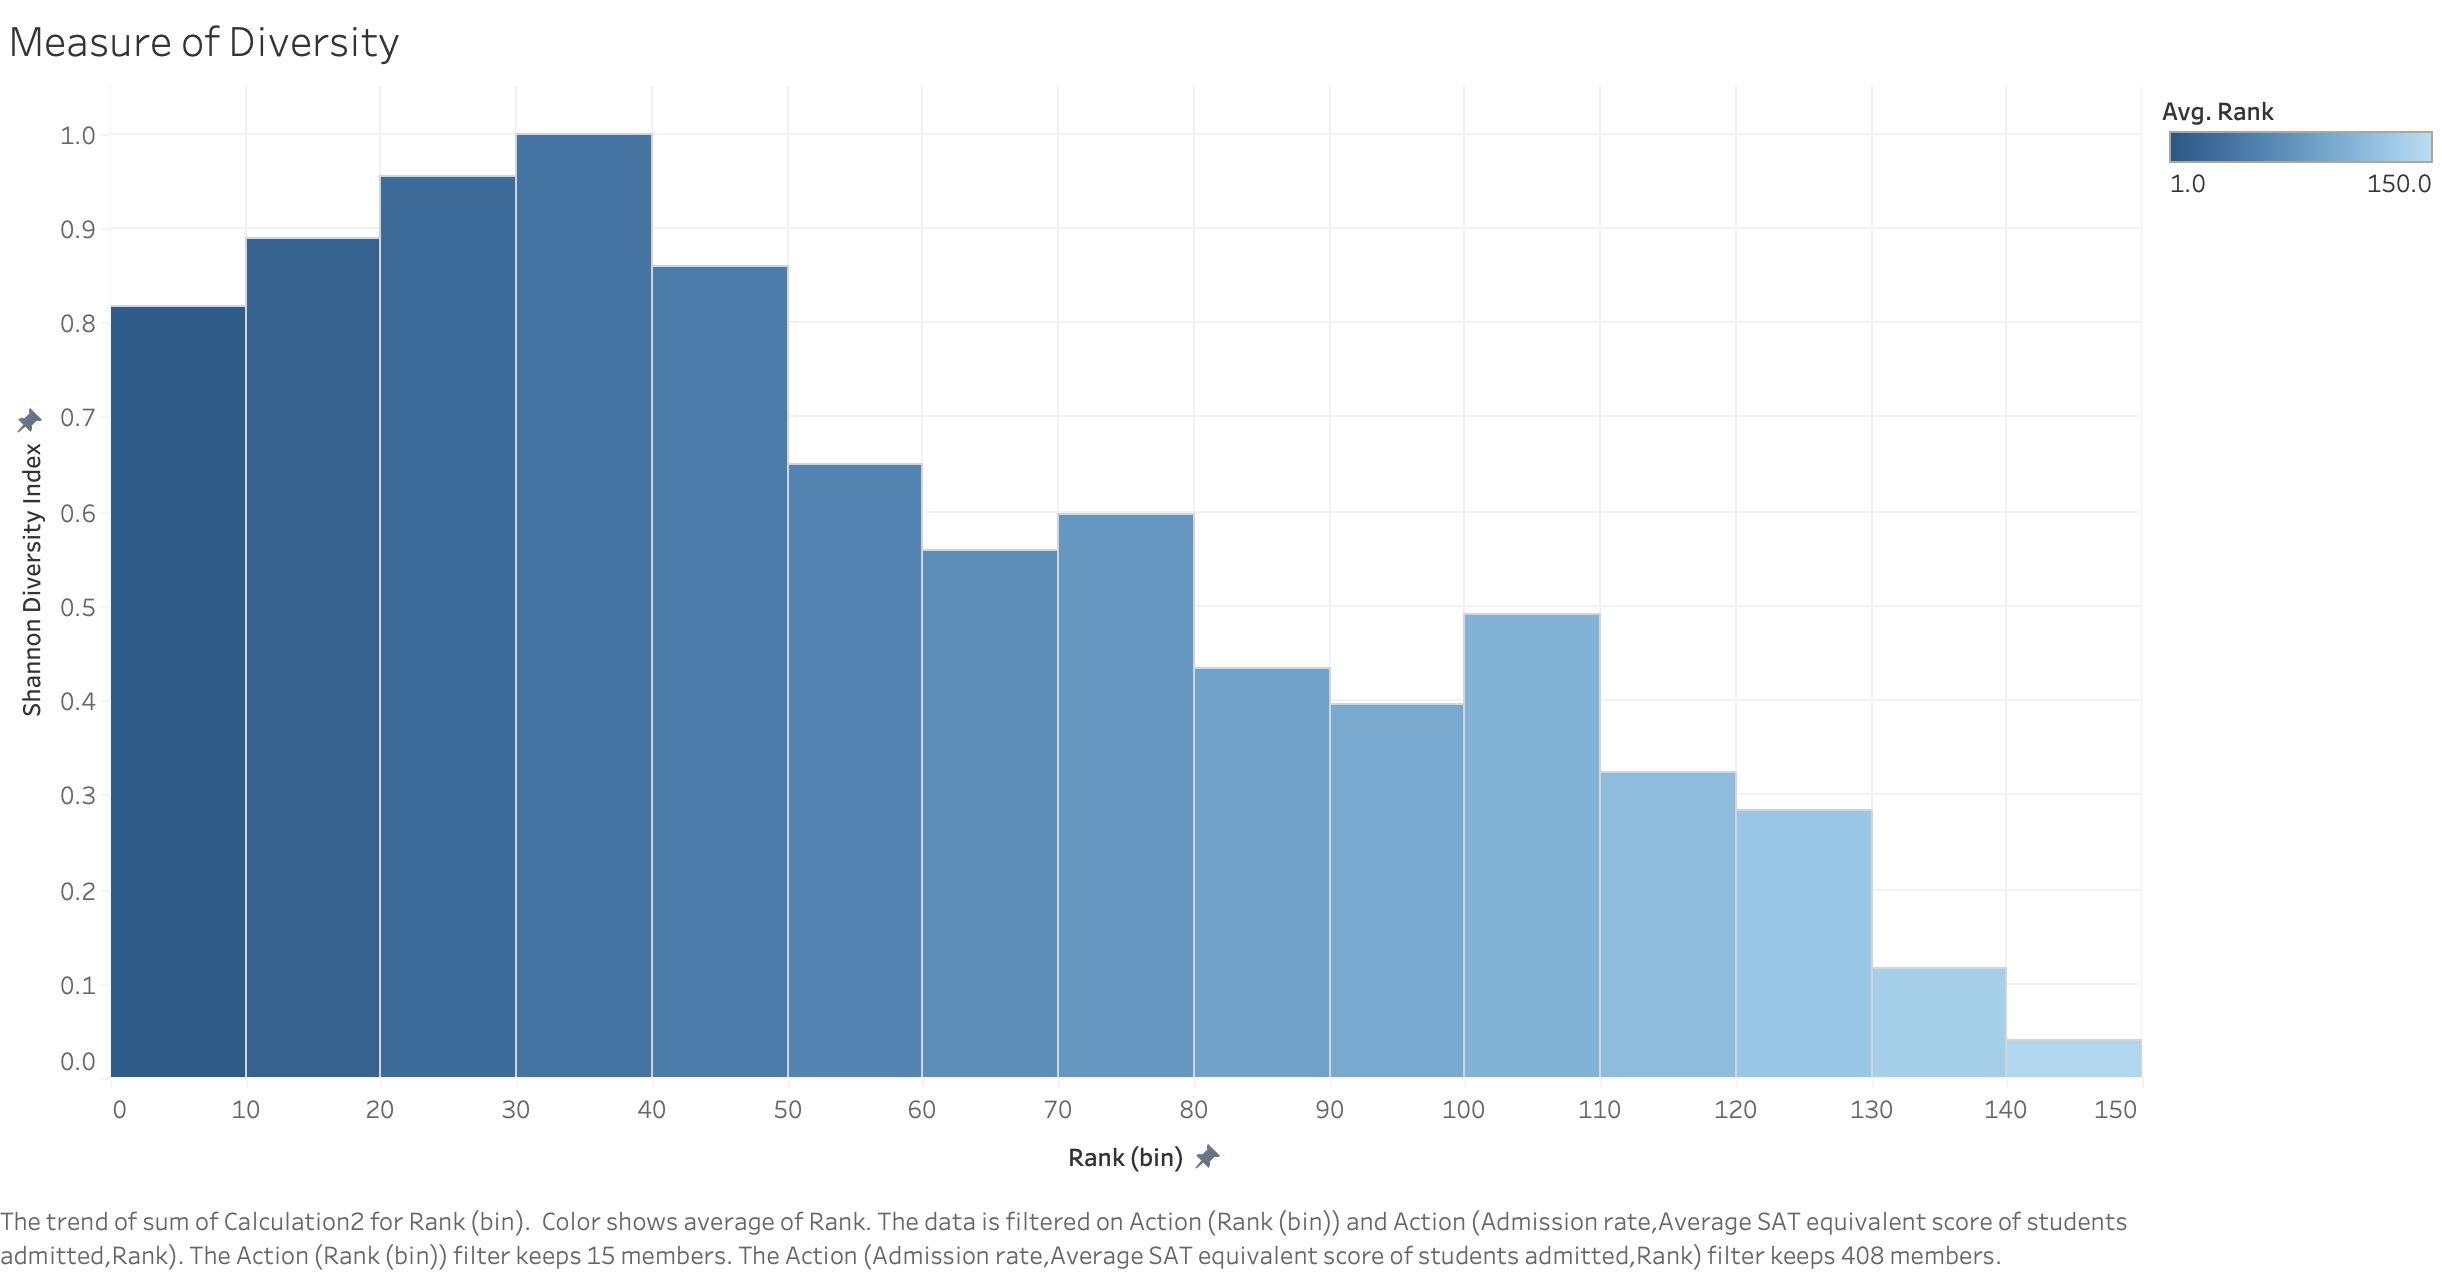 Measure of Diversity
Avg. Rank
1.0 150.0
1.0
0.9
0.8
0.7
0.6
0.5
0.4
0.3
0.2
0.1
0.0
Shannon Diversity Index
0 10 20 30 40 50 60 70 80 90 100 110 120 130 140 150
Rank (bin)
The trend of sum of Calculation2 for Rank (bin).  Color shows average of Rank. The data is filtered on Action (Rank (bin)) and Action (Admission rate,Average SAT equivalent score of students
admitted,Rank). The Action (Rank (bin)) filter keeps 15 members. The Action (Admission rate,Average SAT equivalent score of students admitted,Rank) filter keeps 408 members.